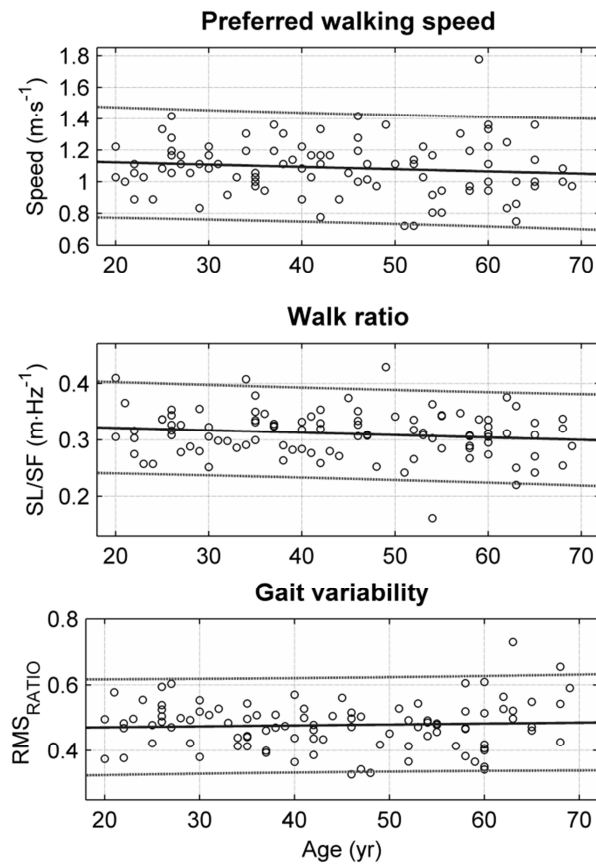 Preferred walking speed
Speed (m·s⁻¹)
1.8
1.6
1.4
1.2
1
0.8
0.6
20 30 40 50 60 70
Walk ratio
SL/SF (m·Hz⁻¹)
0.4
0.3
0.2
20 30 40 50 60 70
Gait variability
RMS_RATIO
0.8
0.6
0.4
20 30 40 50 60 70
Age (yr)